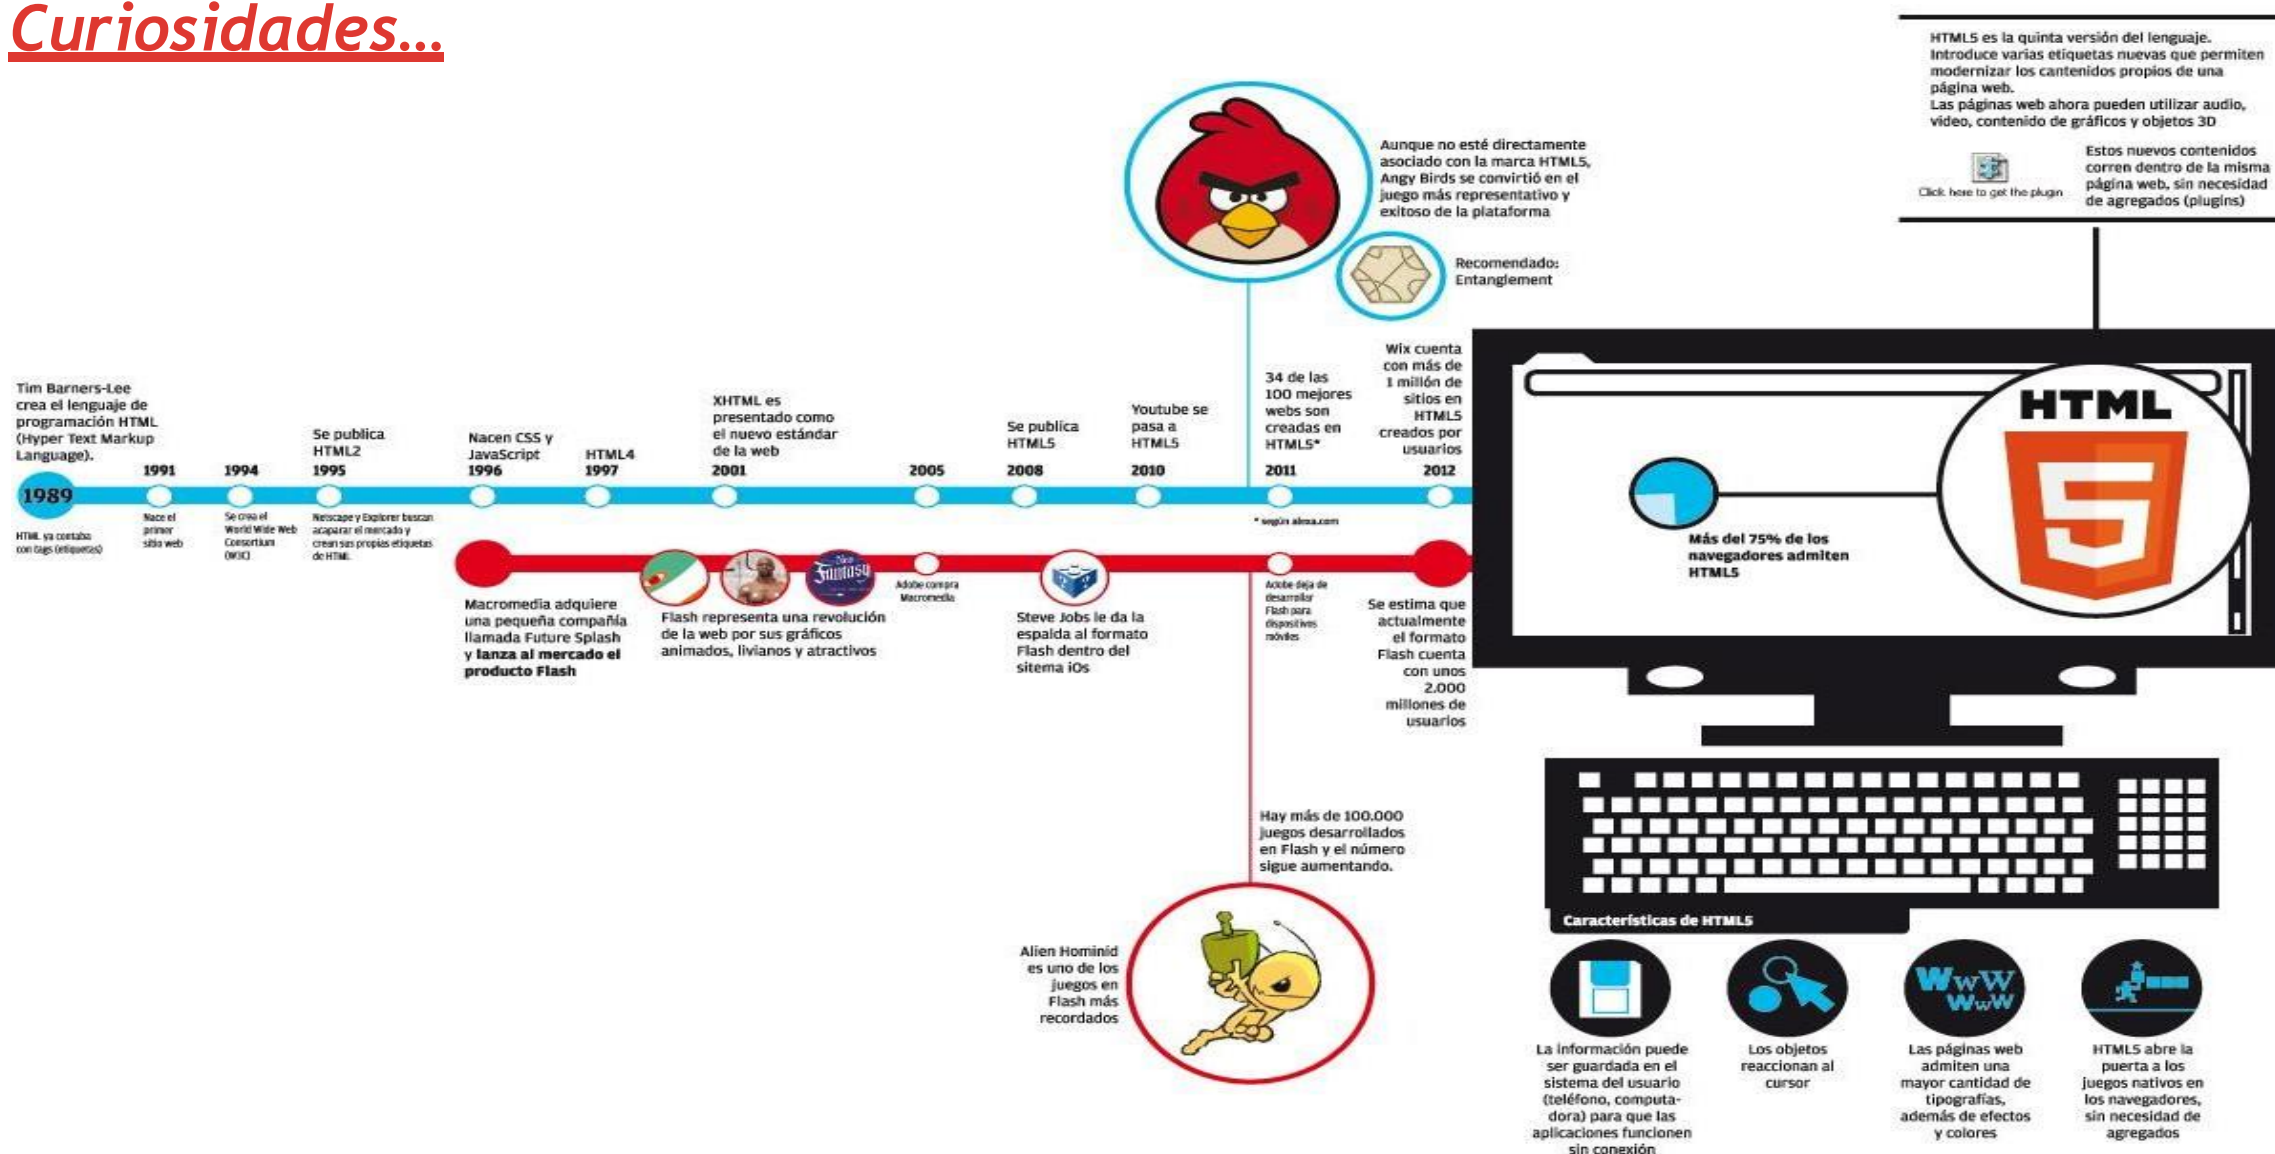 Curiosidades...
HTML5 es la quinta versión del lenguaje.
Introduce varias etiquetas nuevas que permiten
modernizar los contenidos propios de una
página web.
Las páginas web ahora pueden utilizar audio,
video, contenido de gráficos y objetos 3D
Click here to get the plugin
Estos nuevos contenidos
corren dentro de la misma
página web, sin necesidad
de agregados (plugins)
Aunque no esté directamente
asociado con la marca HTML5,
Angy Birds se convirtió en el
juego más representativo y
exitoso de la plataforma
Recomendado:
Entanglement
Tim Barners-Lee
crea el lenguaje de
programación HTML
(Hyper Text Markup
Language).
1989
HTML ya contaba
con tags (etiquetas)
1991
Nace el
primer
sitio web
1994
Se crea el
World Wide Web
Consortium
(W3C)
Se publica
HTML2
1995
Netscape y Explorer buscan
acaparar el mercado y
crean sus propias etiquetas
de HTML
Nacen CSS y
JavaScript
1996
HTML4
1997
XHTML es
presentado como
el nuevo estándar
de la web
2001
2005
Se publica
HTML5
2008
Youtube se
pasa a
HTML5
2010
34 de las
100 mejores
webs son
creadas en
HTML5*
2011
* según alexa.com
Wix cuenta
con más de
1 millón de
sitios en
HTML5
creados por
usuarios
2012
Macromedia adquiere
una pequeña compañía
llamada Future Splash
y lanza al mercado el
producto Flash
Neo
Fantasy
Flash representa una revolución
de la web por sus gráficos
animados, livianos y atractivos
Adobe compra
Macromedia
Steve Jobs le da la
espalda al formato
Flash dentro del
sitema iOs
Adobe deja de
desarrollar
Flash para
dispositivos
móviles
Se estima que
actualmente
el formato
Flash cuenta
con unos
2.000
millones de
usuarios
Hay más de 100.000
juegos desarrollados
en Flash y el número
sigue aumentando.
Alien Hominid
es uno de los
juegos en
Flash más
recordados
HTML
5
Más del 75% de los
navegadores admiten
HTML5
Características de HTML5
La información puede
ser guardada en el
sistema del usuario
(teléfono, computa-
dora) para que las
aplicaciones funcionen
sin conexión
Los objetos
reaccionan al
cursor
WwW
WwW
Las páginas web
admiten una
mayor cantidad de
tipografías,
además de efectos
y colores
HTML5 abre la
puerta a los
juegos nativos en
los navegadores,
sin necesidad de
agregados